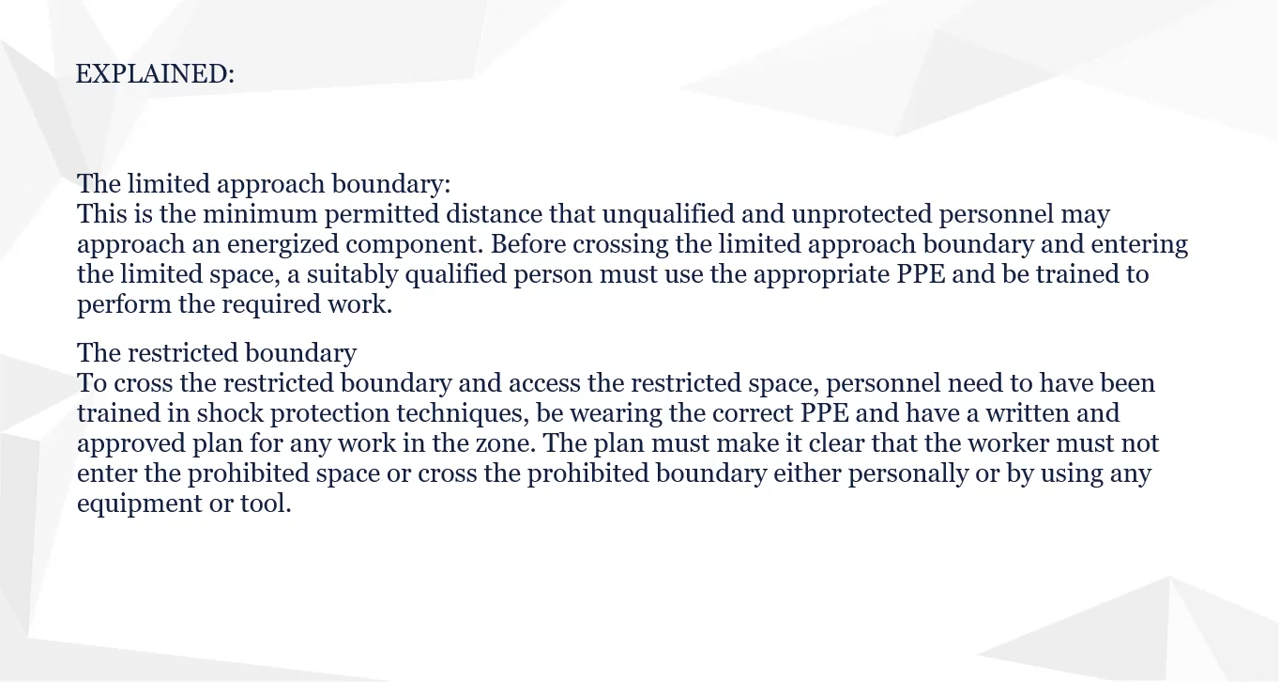 EXPLAINED:
The limited approach boundary:
This is the minimum permitted distance that unqualified and unprotected personnel may
approach an energized component. Before crossing the limited approach boundary and entering
the limited space, a suitably qualified person must use the appropriate PPE and be trained to
perform the required work.
The restricted boundary
To cross the restricted boundary and access the restricted space, personnel need to have been
trained in shock protection techniques, be wearing the correct PPE and have a written and
approved plan for any work in the zone. The plan must make it clear that the worker must not
enter the prohibited space or cross the prohibited boundary either personally or by using any
equipment or tool.